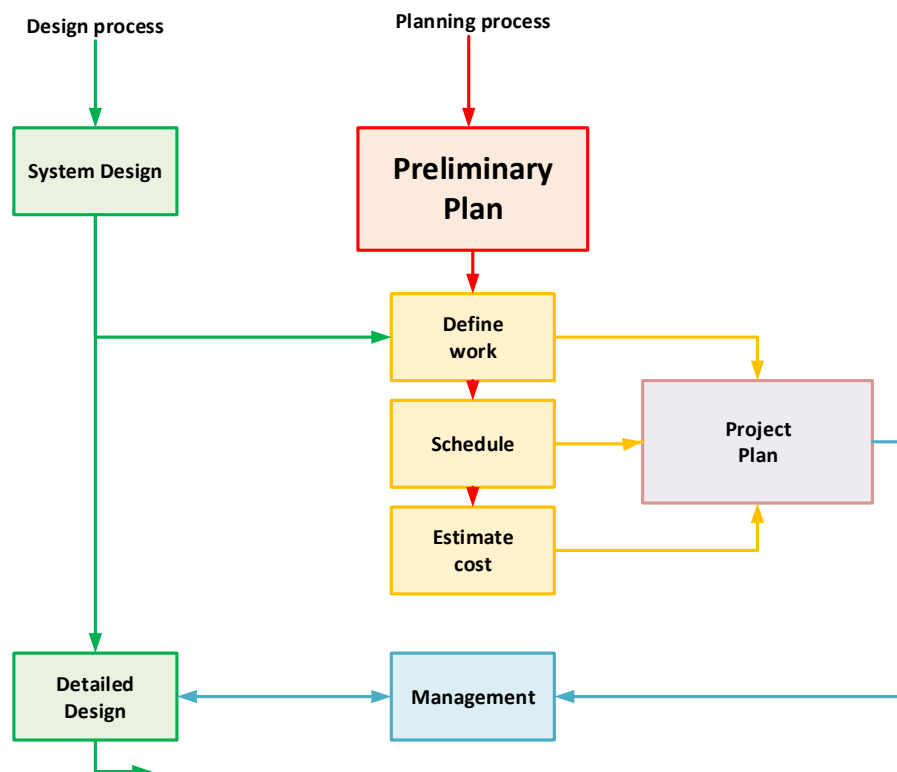 Design process
Planning process
System Design
Preliminary
Plan
Define
work
Schedule
Project
Plan
Estimate
cost
Detailed
Design
Management